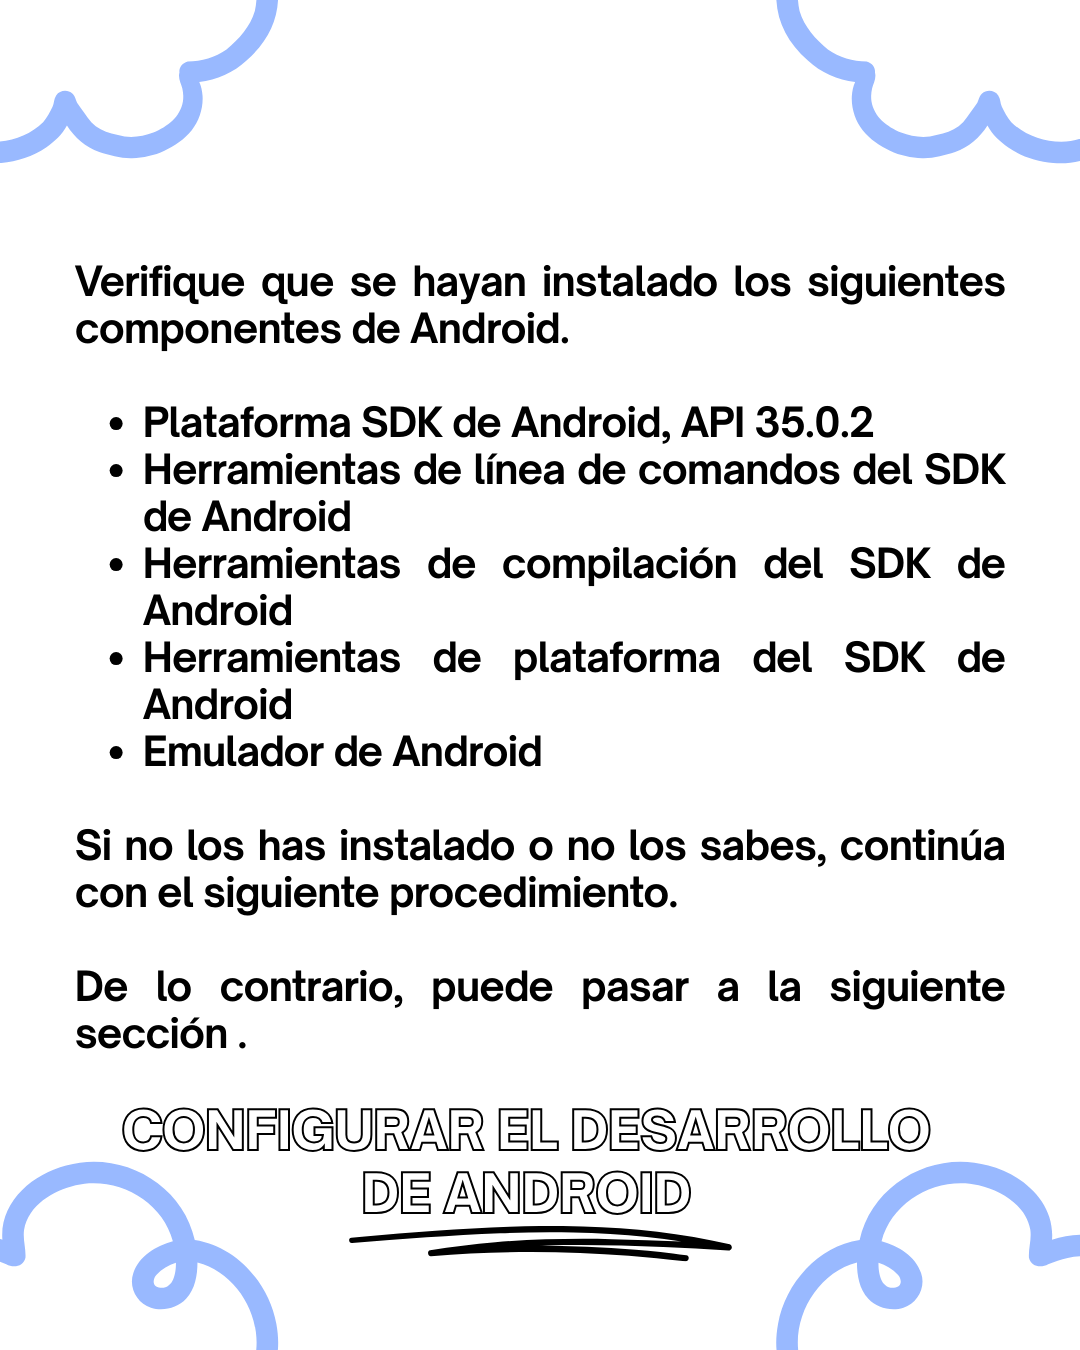 Verifique que se hayan instalado los siguientes
componentes de Android.
• Plataforma SDK de Android, API 35.0.2
• Herramientas de línea de comandos del SDK
de Android
• Herramientas de compilación del SDK de
Android
• Herramientas de plataforma del SDK de
Android
• Emulador de Android
Si no los has instalado o no los sabes, continúa
con el siguiente procedimiento.
De lo contrario, puede pasar a la siguiente
sección .
CONFIGURAR EL DESARROLLO
DE ANDROID